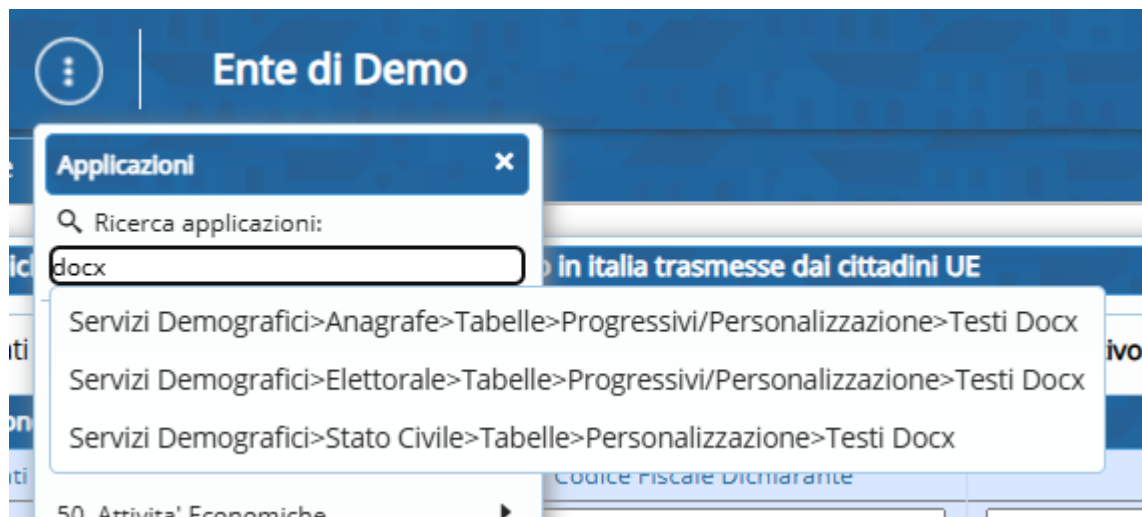 Ente di Demo
Applicazioni
Ricerca applicazioni:
docx
in italia trasmesse dai cittadini UE
Servizi Demografici>Anagrafe>Tabelle>Progressivi/Personalizzazione>Testi Docx
Servizi Demografici>Elettorale>Tabelle>Progressivi/Personalizzazione>Testi Docx
Servizi Demografici>Stato Civile>Tabelle>Personalizzazione>Testi Docx
Codice Fiscale Dichiarante
50. Attivita' Economiche